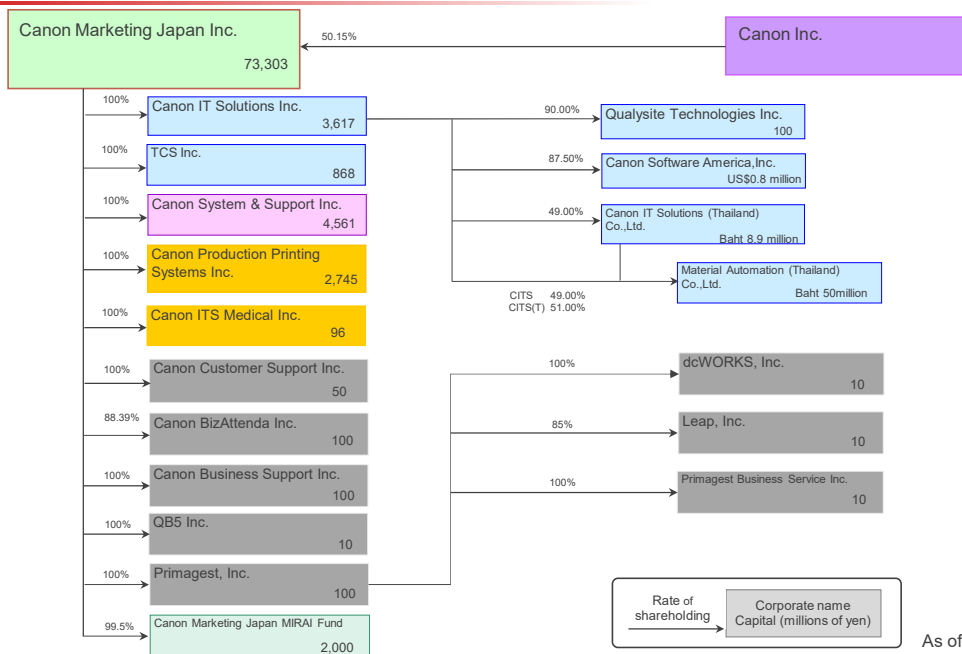 Canon Marketing Japan Inc.
73,303
50.15%
Canon Inc.
100%
Canon IT Solutions Inc.
3,617
100%
TCS Inc.
868
100%
Canon System & Support Inc.
4,561
100%
Canon Production Printing
Systems Inc.
2,745
100%
Canon ITS Medical Inc.
96
100%
Canon Customer Support Inc.
50
88.39%
Canon BizAttenda Inc.
100
100%
Canon Business Support Inc.
100
100%
QB5 Inc.
10
100%
Primagest, Inc.
100
99.5%
Canon Marketing Japan MIRAI Fund
2,000
90.00%
Qualysite Technologies Inc.
100
87.50%
Canon Software America,Inc.
US$0.8 million
49.00%
Canon IT Solutions (Thailand)
Co.,Ltd.
Baht 8.9 million
CITS 49.00%
CITS(T) 51.00%
Material Automation (Thailand)
Co.,Ltd.
Baht 50million
100%
dcWORKS, Inc.
10
85%
Leap, Inc.
10
100%
Primagest Business Service Inc.
10
Rate of
shareholding
Corporate name
Capital (millions of yen)
As of